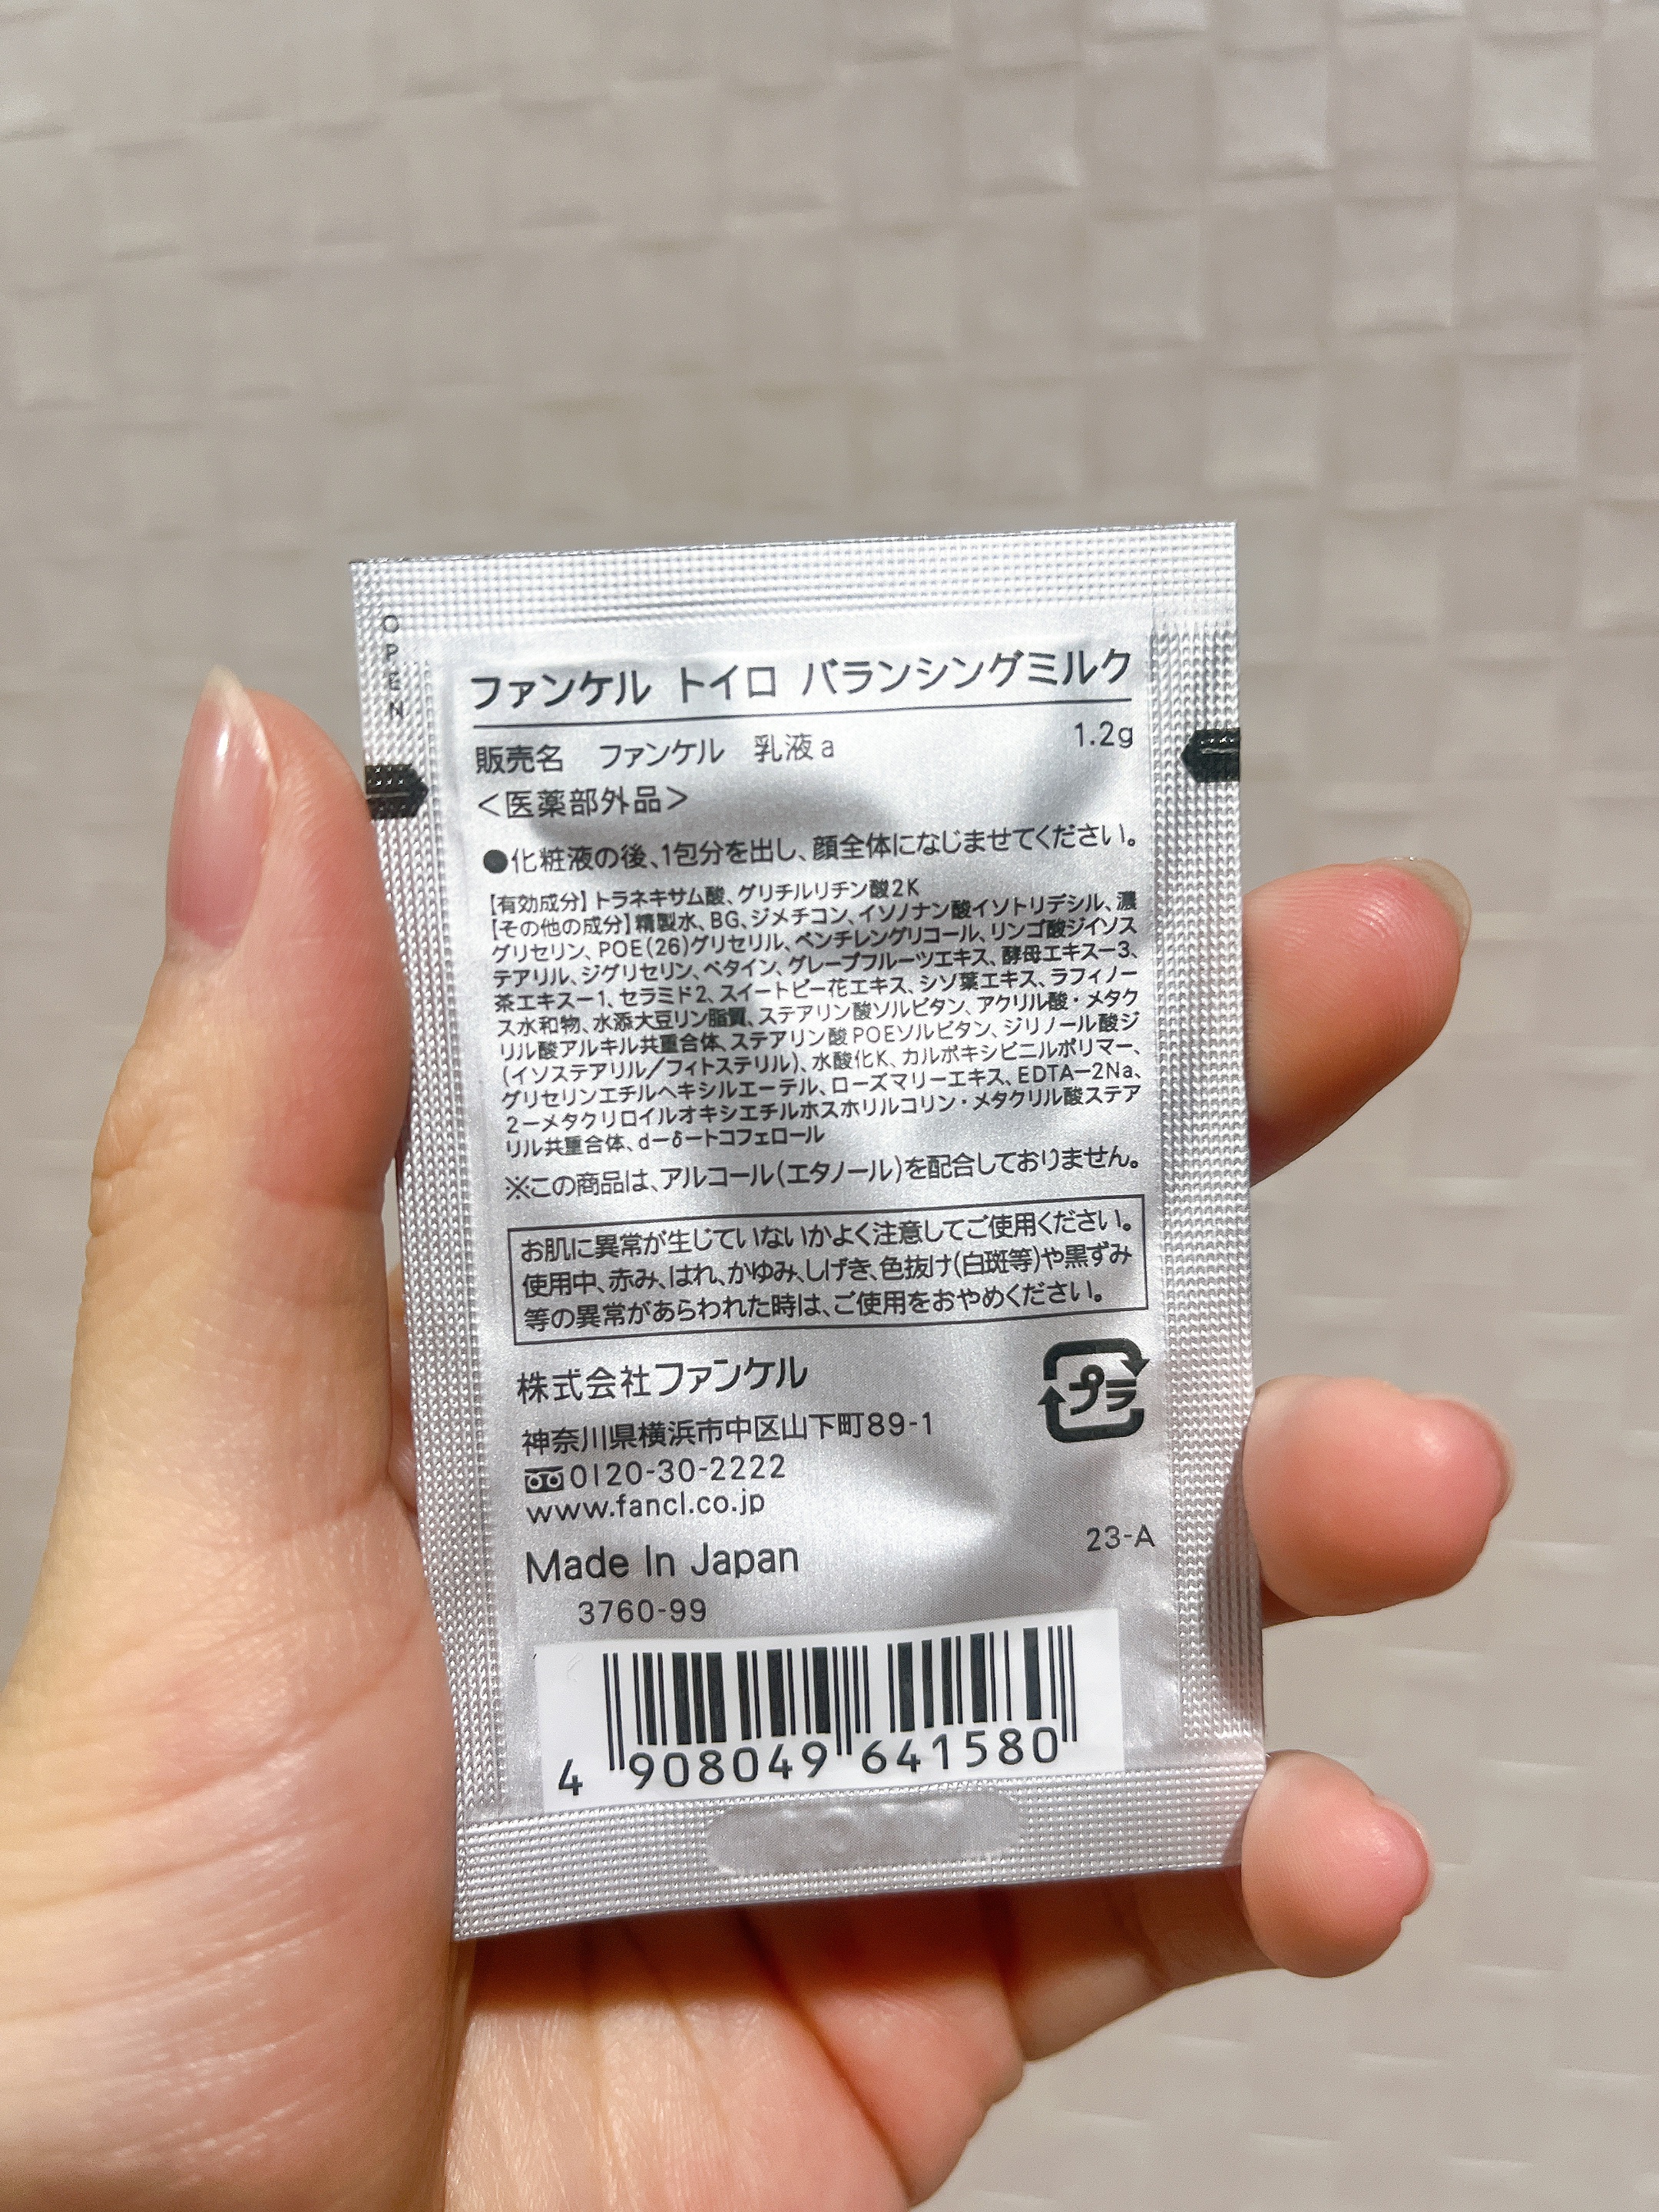 OPEN
ファンケル トイロ バランシングミルク
販売名 ファンケル 乳液a 1.2g
<医薬部外品>
●化粧液の後、1包分を出し、顔全体になじませてください。
【有効成分】トラネキサム酸、グリチルリチン酸2K
【その他の成分】精製水、BG、ジメチコン、イソノナン酸イソトリデシル、濃
グリセリン、POE(26)グリセリル、ペンチレングリコール、リンゴ酸ジイソス
テアリル、ジグリセリン、ベタイン、グレープフルーツエキス、酵母エキスー3、
茶エキスー1、セラミド2、スイートピー花エキス、シソ葉エキス、ラフィノー
ス水和物、水添大豆リン脂質、ステアリン酸ソルビタン、アクリル酸・メタク
リル酸アルキル共重合体、ステアリン酸POEソルビタン、ジリノール酸ジ
(イソステアリル/フィトステリル)、水酸化K、カルボキシビニルポリマー、
グリセリンエチルヘキシルエーテル、ローズマリーエキス、EDTAー2Na、
2ーメタクリロイルオキシエチルホスホリルコリン・メタクリル酸ステア
リル共重合体、dーδートコフェロール
※この商品は、アルコール(エタノール)を配合しておりません。
お肌に異常が生じていないかよく注意してご使用ください。
使用中、赤み、はれ、かゆみ、しげき、色抜け(白斑等)や黒ずみ
等の異常があらわれた時は、ご使用をおやめください。
株式会社ファンケル
プラ
神奈川県横浜市中区山下町89-1
0120-30-2222
www.fancl.co.jp
23-A
Made In Japan
3760-99
4 908049 641580